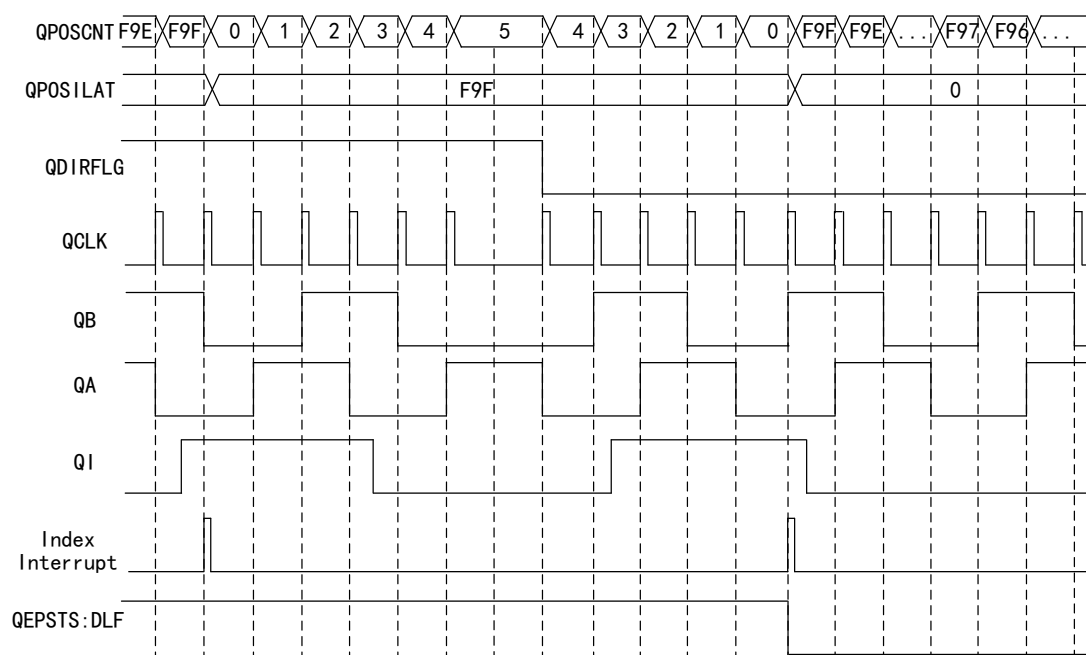 QPOSCNT F9E F9F 0 1 2 3 4 5 4 3 2 1 0 F9F F9E ... F97 F96 ...
QPOSILAT F9F 0
QDIRFLG
QCLK
QB
QA
QI
Index
Interrupt
QEPSTS:DLF